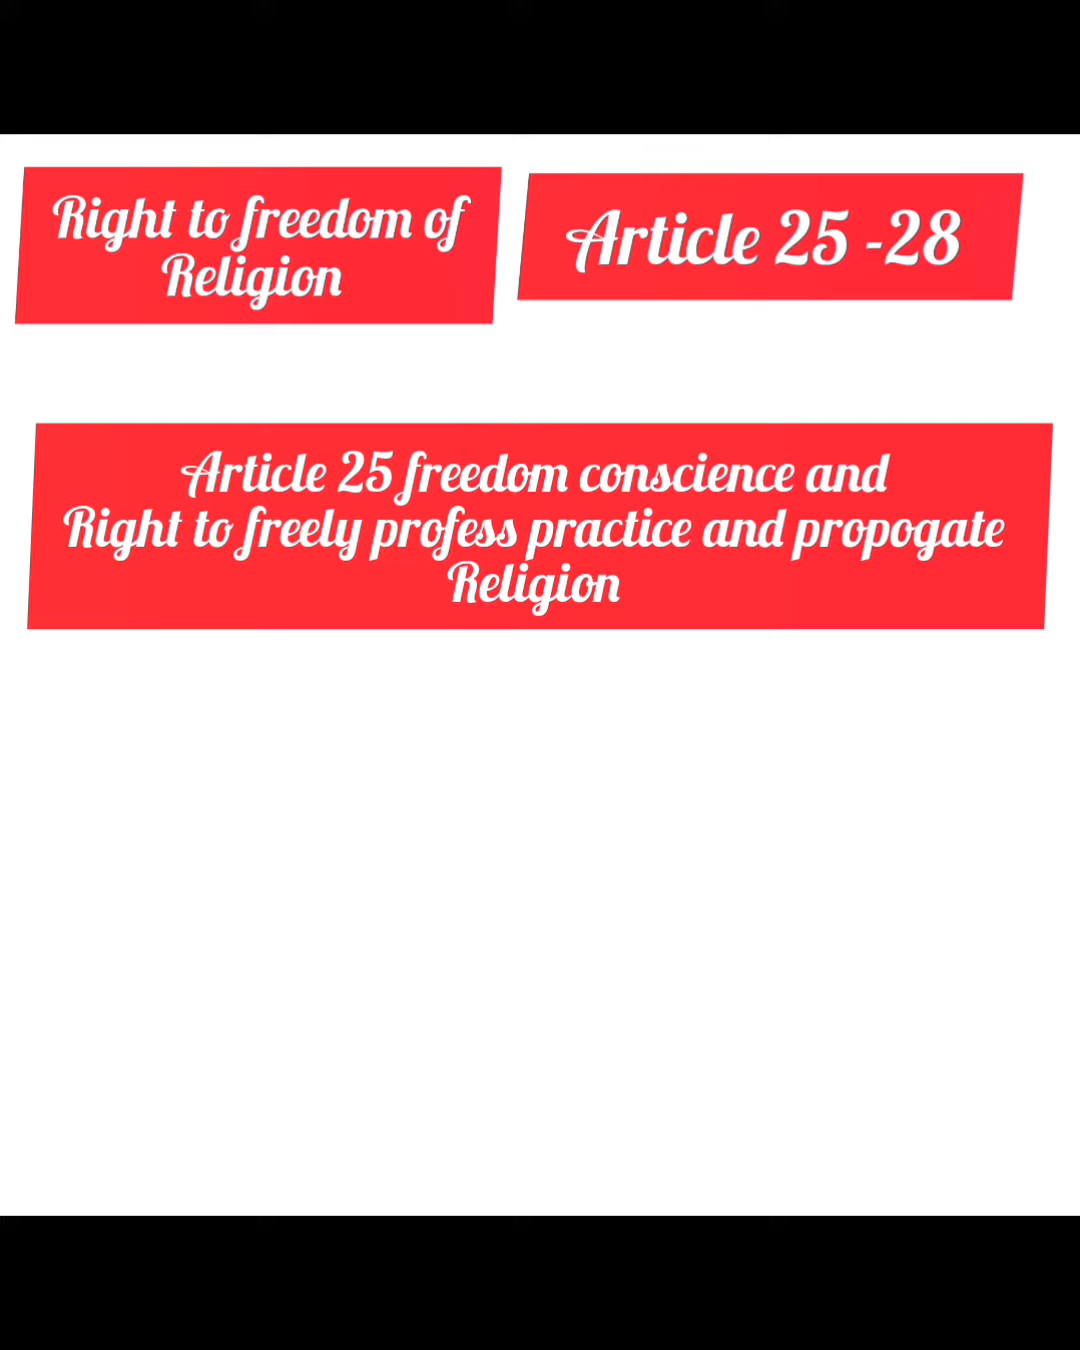 Right to freedom of
Religion
Article 25 -28
Article 25 freedom conscience and
Right to freely profess practice and propogate
Religion